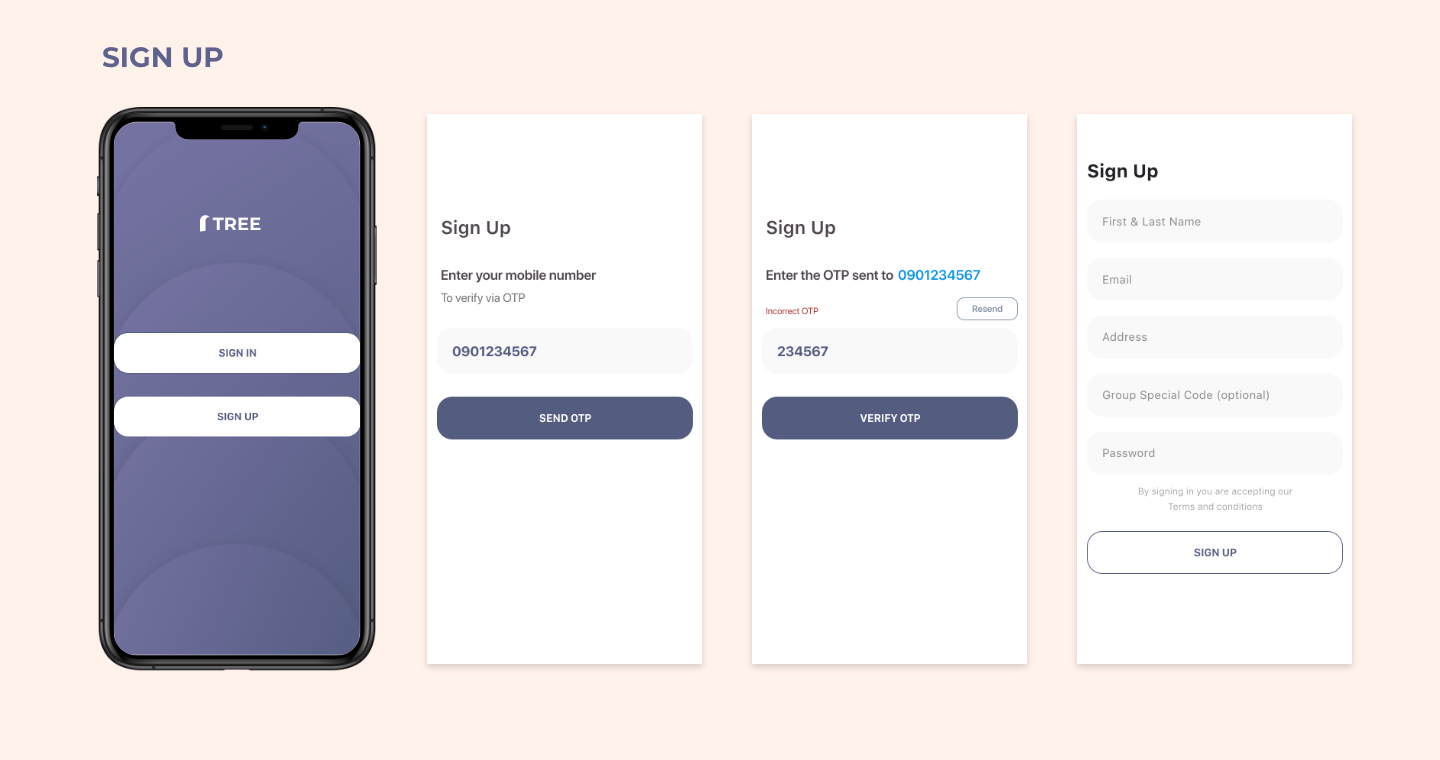 SIGN UP
TREE
SIGN IN
SIGN UP
Sign Up
Enter your mobile number
To verify via OTP
0901234567
SEND OTP
Sign Up
Enter the OTP sent to 0901234567
Incorrect OTP
Resend
234567
VERIFY OTP
Sign Up
First & Last Name
Email
Address
Group Special Code (optional)
Password
By signing in you are accepting our
Terms and conditions
SIGN UP